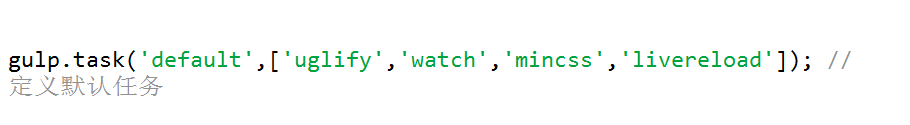 gulp.task('default',['uglify','watch','mincss','livereload']); //
定义默认任务